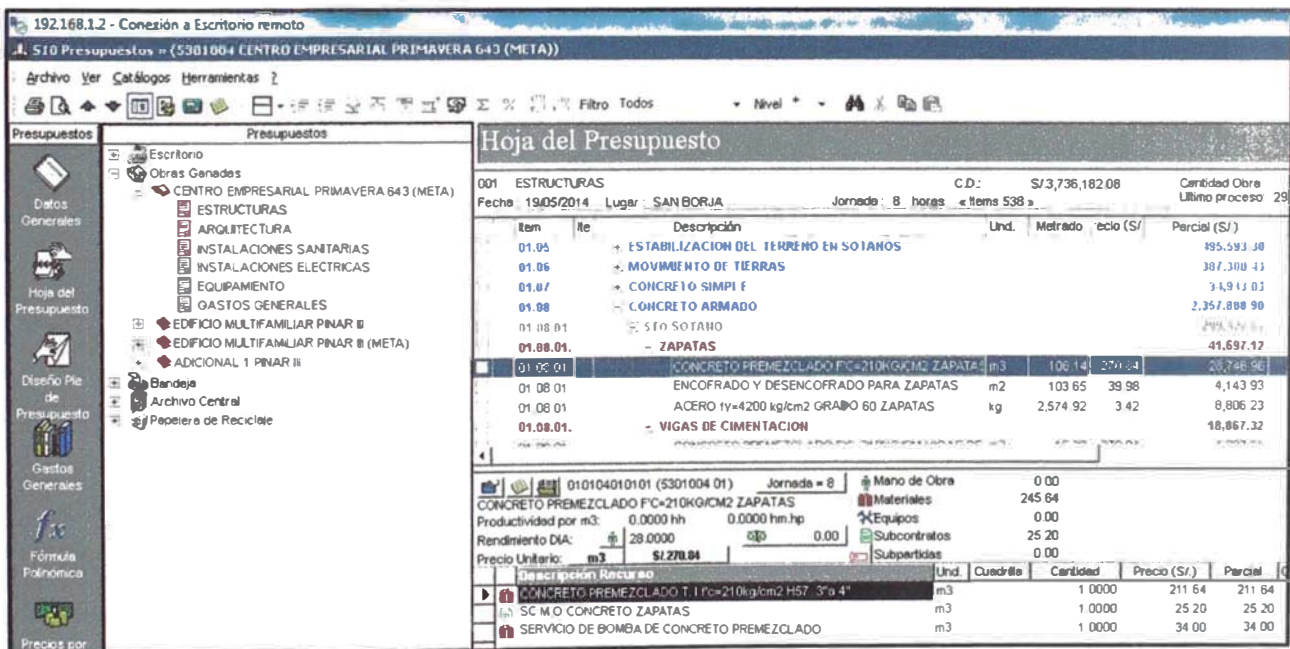 192.168.1.2 - Conexión a Escritorio remoto
S10 Presupuestos - (5301004 CENTRO EMPRESARIAL PRIMAVERA 643 (META))
Archivo Ver Catálogos Herramientas ?
Filtro Todos Nivel *
Presupuestos
Datos Generales
Hoja del Presupuesto
Diseño Pie de Presupuesto
Gastos Generales
Fórmula Polinómica
Precios por
Presupuestos
Escritorio
Obras Ganadas
CENTRO EMPRESARIAL PRIMAVERA 643 (META)
ESTRUCTURAS
ARQUITECTURA
INSTALACIONES SANITARIAS
INSTALACIONES ELECTRICAS
EQUIPAMIENTO
GASTOS GENERALES
EDIFICIO MULTIFAMILIAR PINAR III
EDIFICIO MULTIFAMILIAR PINAR III (META)
ADICIONAL 1 PINAR III
Bandeja
Archivo Central
Papelera de Reciclaje
Hoja del Presupuesto
001 ESTRUCTURAS C.D.: S/.3,736,182.08 Cantidad Obra
Fecha 19/05/2014 Lugar: SAN BORJA Jornada: 8 horas « Items 538 » Ultimo proceso 29
Item Ite Descripción Und. Metrado ecio (S/ Parcial (S/.)
01.05 + ESTABILIZACION DEL TERRENO EN SOTANOS 495,593.30
01.06 + MOVIMIENTO DE TIERRAS
01.07 + CONCRETO SIMPLE
01.08 - CONCRETO ARMADO 2,357,888.90
01.08.01 - 5TO SOTANO
01.08.01. - ZAPATAS 41,697.12
01 08 01 CONCRETO PREMEZCLADO F'C=210KG/CM2 ZAPATAS m3 106.14 270.84 28,746.96
01 08 01 ENCOFRADO Y DESENCOFRADO PARA ZAPATAS m2 103 65 39 98 4,143 93
01 08 01 ACERO fy=4200 kg/cm2 GRADO 60 ZAPATAS kg 2,574 92 3.42 8,806 23
01.08.01. - VIGAS DE CIMENTACION 18,867.32
010104010101 (5301004 01) Jornada = 8
CONCRETO PREMEZCLADO F'C=210KG/CM2 ZAPATAS
Productividad por m3: 0.0000 hh 0.0000 hm.hp
Rendimiento DIA: 28.0000 0.00
Precio Unitario: m3 S/.270.84
Mano de Obra 0 00
Materiales 245 64
Equipos 0.00
Subcontratos 25 20
Subpartidas 0 00
Descripción Recurso Und. Cuadrilla Cantidad Precio (S/.) Parcial
CONCRETO PREMEZCLADO T. I f'c=210kg/cm2 H57 3"a 4" m3 1 0000 211 64 211 64
SC M.O CONCRETO ZAPATAS m3 1 0000 25 20 25 20
SERVICIO DE BOMBA DE CONCRETO PREMEZCLADO m3 1 0000 34 00 34 00